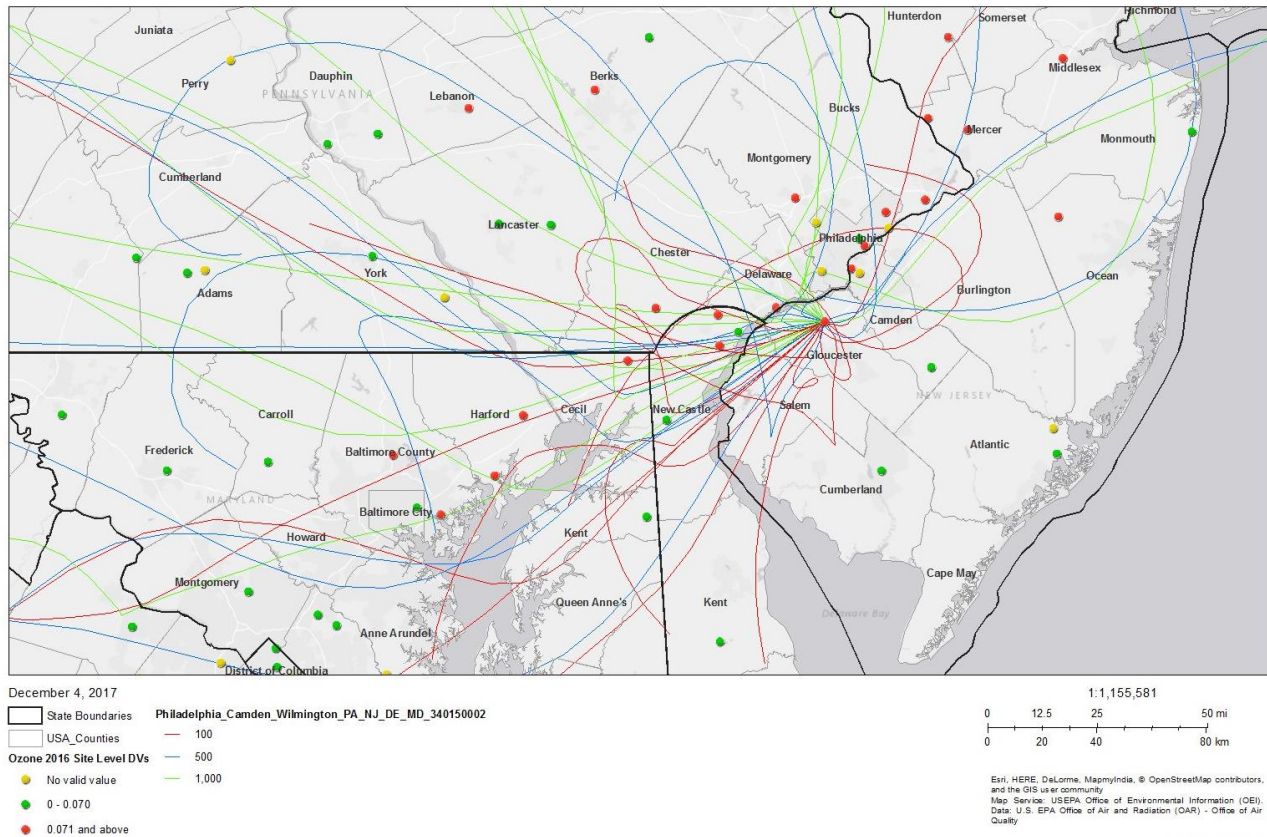 Juniata
Hunterdon
Somerset
Richmond
Perry
Dauphin
PENNSYLVANIA
Lebanon
Berks
Middlesex
Bucks
Mercer
Monmouth
Montgomery
Cumberland
Lancaster
Philadelphia
Chester
Delaware
York
Adams
Burlington
Ocean
Camden
Gloucester
Carroll
Harford
Cecil
New Castle
Salem
NEW JERSEY
Frederick
Baltimore County
Atlantic
MARYLAND
Cumberland
Baltimore City
Howard
Kent
Montgomery
Cape May
Queen Anne's
Kent
Delaware Bay
Anne Arundel
District of Columbia
December 4, 2017
State Boundaries
USA_Counties
Ozone 2016 Site Level DVs
No valid value
0 - 0.070
0.071 and above
Philadelphia_Camden_Wilmington_PA_NJ_DE_MD_340150002
100
500
1,000
1:1,155,581
0 12.5 25 50 mi
0 20 40 80 km
Esri, HERE, DeLorme, MapmyIndia, © OpenStreetMap contributors,
and the GIS user community
Map Service: USEPA Office of Environmental Information (OEI).
Data: U.S. EPA Office of Air and Radiation (OAR) - Office of Air
Quality